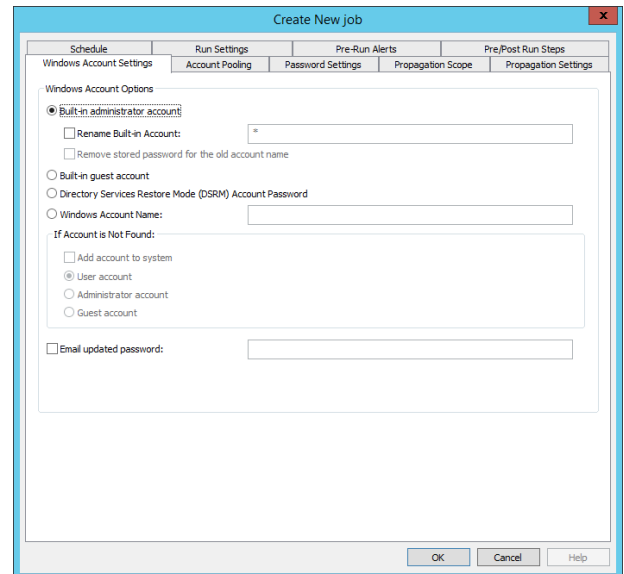 Create New job
x
Schedule Run Settings Pre-Run Alerts Pre/Post Run Steps
Windows Account Settings Account Pooling Password Settings Propagation Scope Propagation Settings
Windows Account Options
Built-in administrator account
Rename Built-in Account: *
Remove stored password for the old account name
Built-in guest account
Directory Services Restore Mode (DSRM) Account Password
Windows Account Name:
If Account is Not Found:
Add account to system
User account
Administrator account
Guest account
Email updated password:
OK Cancel Help